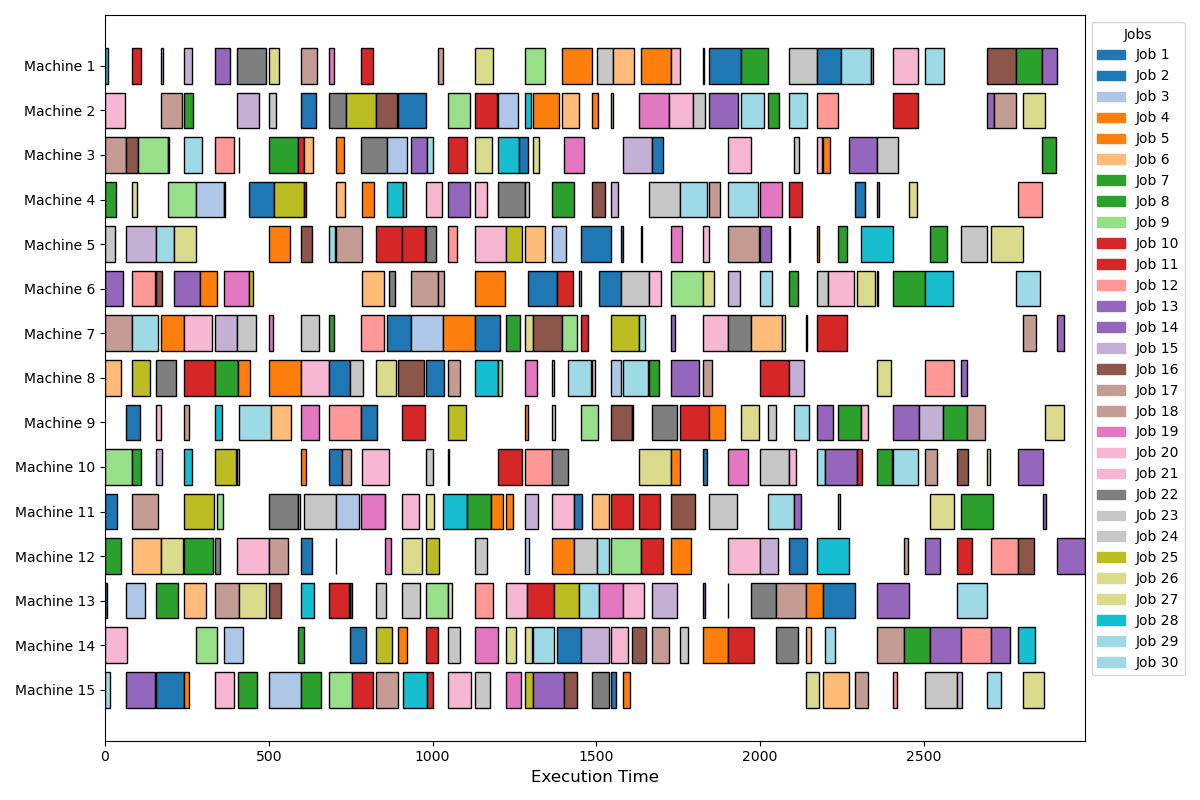 Machine 1
Machine 2
Machine 3
Machine 4
Machine 5
Machine 6
Machine 7
Machine 8
Machine 9
Machine 10
Machine 11
Machine 12
Machine 13
Machine 14
Machine 15
0 500 1000 1500 2000 2500
Execution Time
Jobs
Job 1
Job 2
Job 3
Job 4
Job 5
Job 6
Job 7
Job 8
Job 9
Job 10
Job 11
Job 12
Job 13
Job 14
Job 15
Job 16
Job 17
Job 18
Job 19
Job 20
Job 21
Job 22
Job 23
Job 24
Job 25
Job 26
Job 27
Job 28
Job 29
Job 30